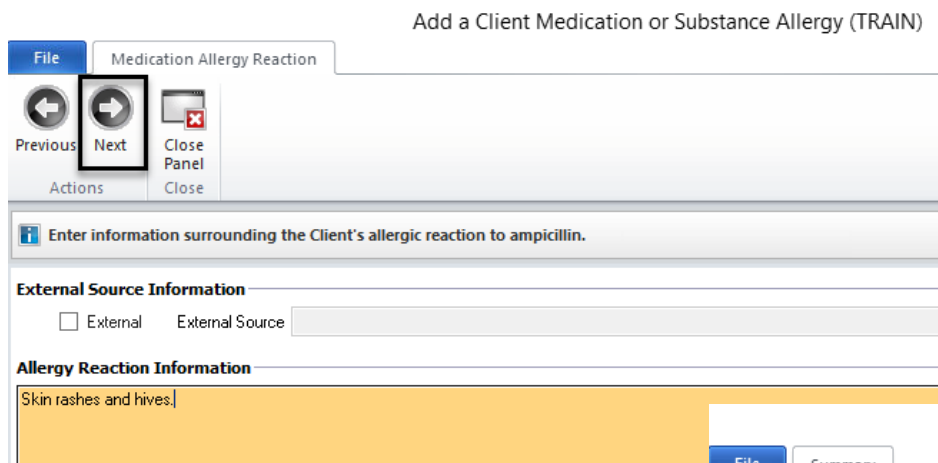 Add a Client Medication or Substance Allergy (TRAIN)
File Medication Allergy Reaction
Previous Next Close Panel
Actions Close
Enter information surrounding the Client's allergic reaction to ampicillin.
External Source Information
External External Source
Allergy Reaction Information
Skin rashes and hives.
File Summary